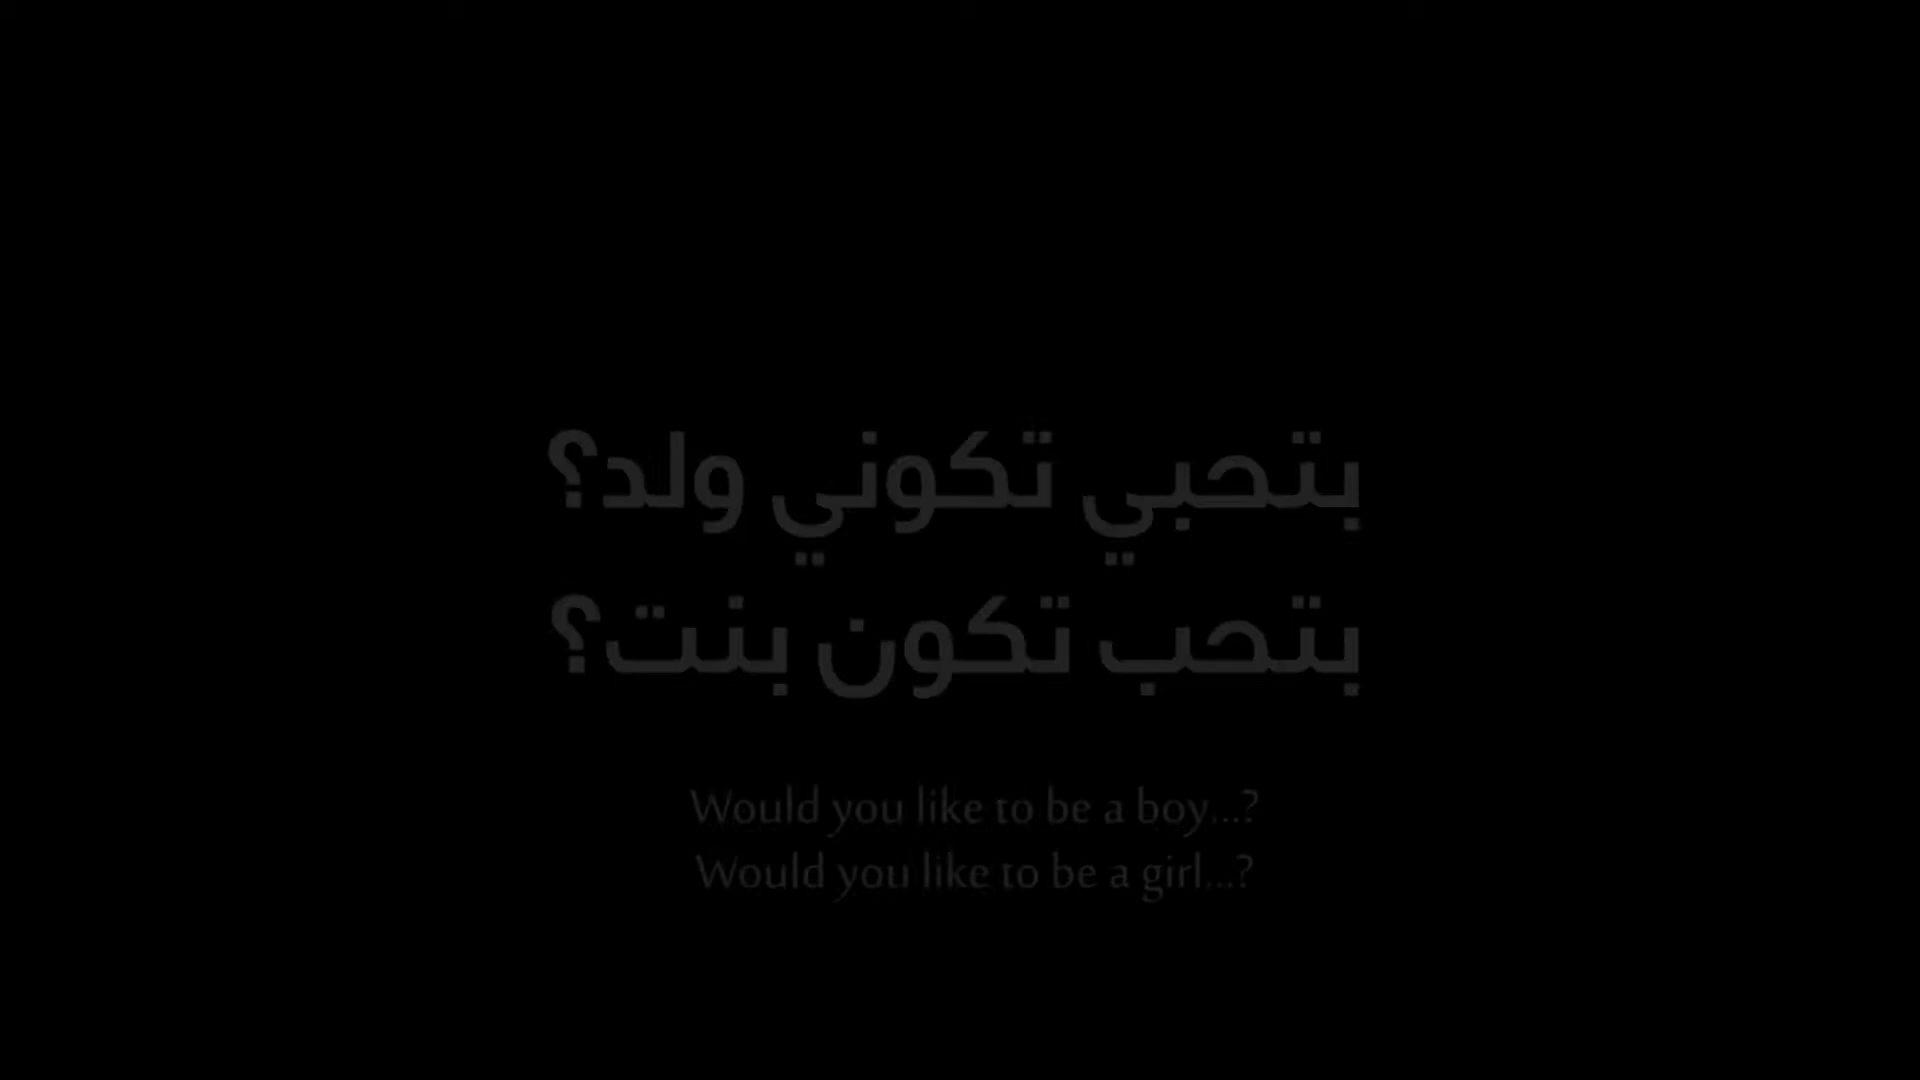 بتحبي تكوني ولد؟
بتحب تكون بنت؟
Would you like to be a boy...?
Would you like to be a girl...?